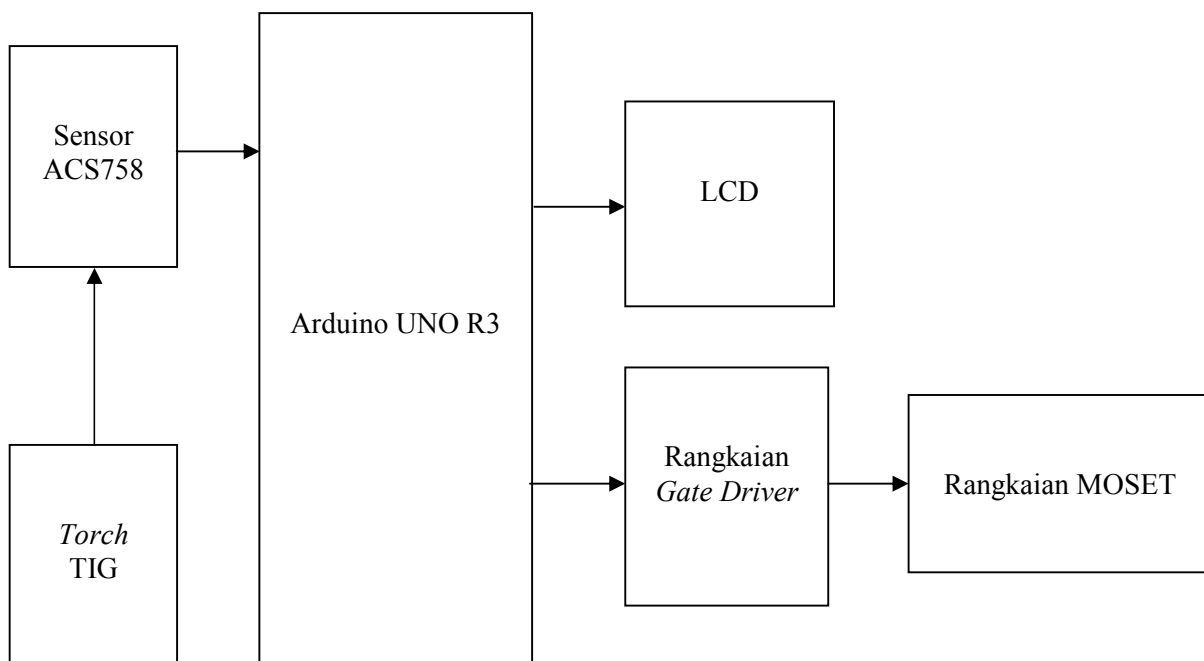 Sensor
ACS758
Arduino UNO R3
LCD
Rangkaian
Gate Driver
Rangkaian MOSET
Torch
TIG